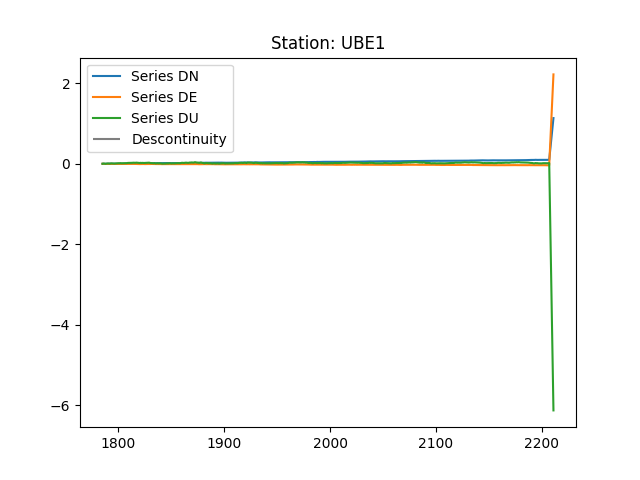 Station: UBE1
Series DN
Series DE
Series DU
Descontinuity
2
0
−2
−4
−6
1800 1900 2000 2100 2200